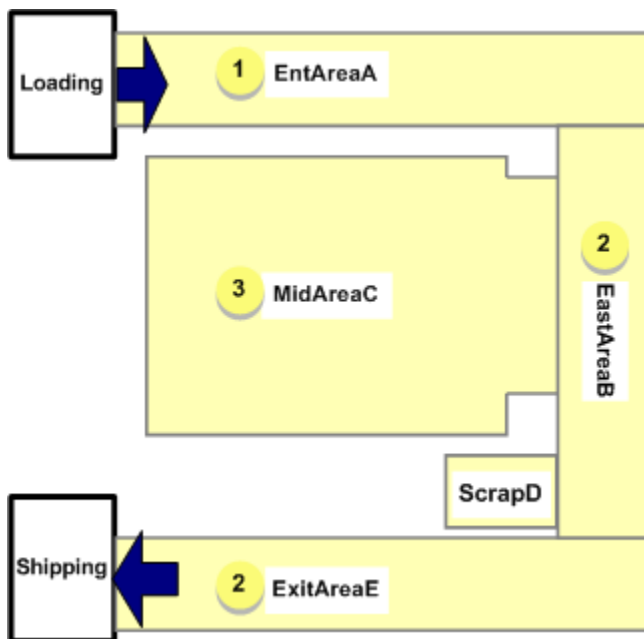 Loading
1 EntAreaA
2
EastAreaB
3 MidAreaC
ScrapD
Shipping
2 ExitAreaE